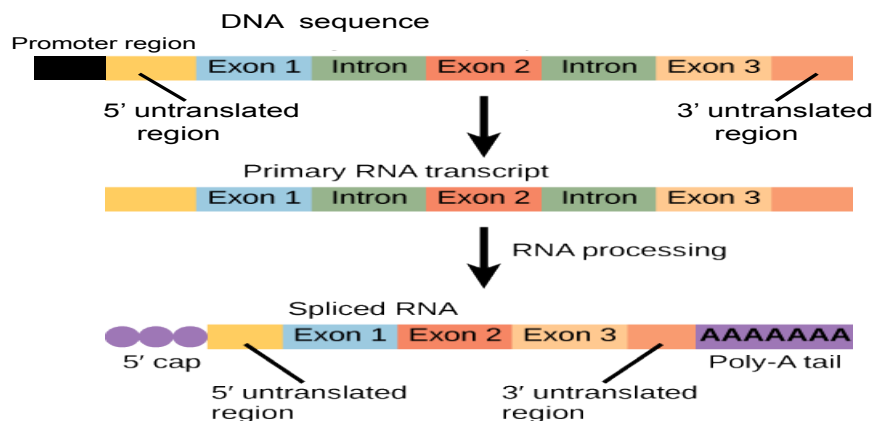 DNA sequence
Promoter region
Exon 1 Intron Exon 2 Intron Exon 3
5' untranslated
region
3' untranslated
region
Primary RNA transcript
Exon 1 Intron Exon 2 Intron Exon 3
RNA processing
Spliced RNA
Exon 1 Exon 2 Exon 3 AAAAAAA
5' cap
Poly-A tail
5' untranslated
region
3' untranslated
region